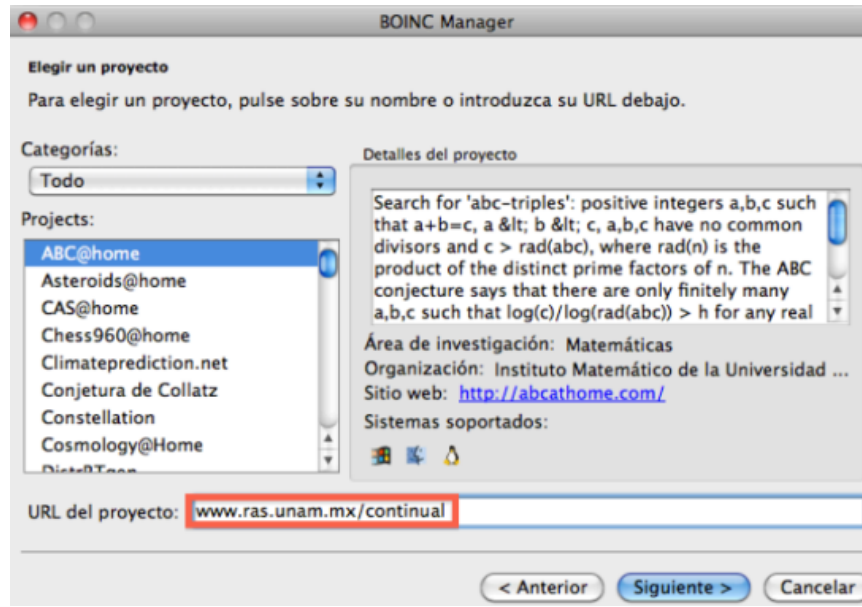 BOINC Manager
Elegir un proyecto
Para elegir un proyecto, pulse sobre su nombre o introduzca su URL debajo.
Categorías:
Todo
Projects:
ABC@home
Asteroids@home
CAS@home
Chess960@home
Climateprediction.net
Conjetura de Collatz
Constellation
Cosmology@Home
Detalles del proyecto
Search for 'abc-triples': positive integers a,b,c such
that a+b=c, a &lt; b &lt; c, a,b,c have no common
divisors and c > rad(abc), where rad(n) is the
product of the distinct prime factors of n. The ABC
conjecture says that there are only finitely many
a,b,c such that log(c)/log(rad(abc)) > h for any real
Área de investigación: Matemáticas
Organización: Instituto Matemático de la Universidad ...
Sitio web: http://abcathome.com/
Sistemas soportados:
URL del proyecto: www.ras.unam.mx/continual
< Anterior
Siguiente >
Cancelar